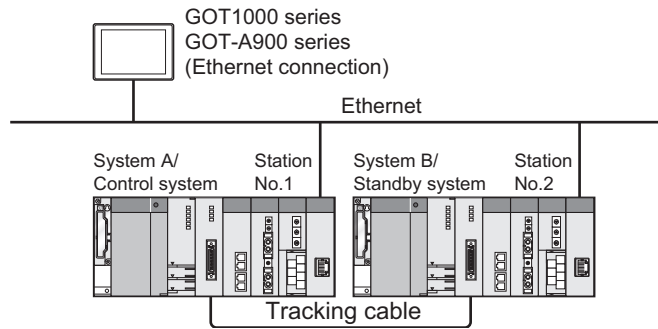 GOT1000 series
GOT-A900 series
(Ethernet connection)
Ethernet
System A/
Control system
Station
No.1
System B/
Standby system
Station
No.2
Tracking cable